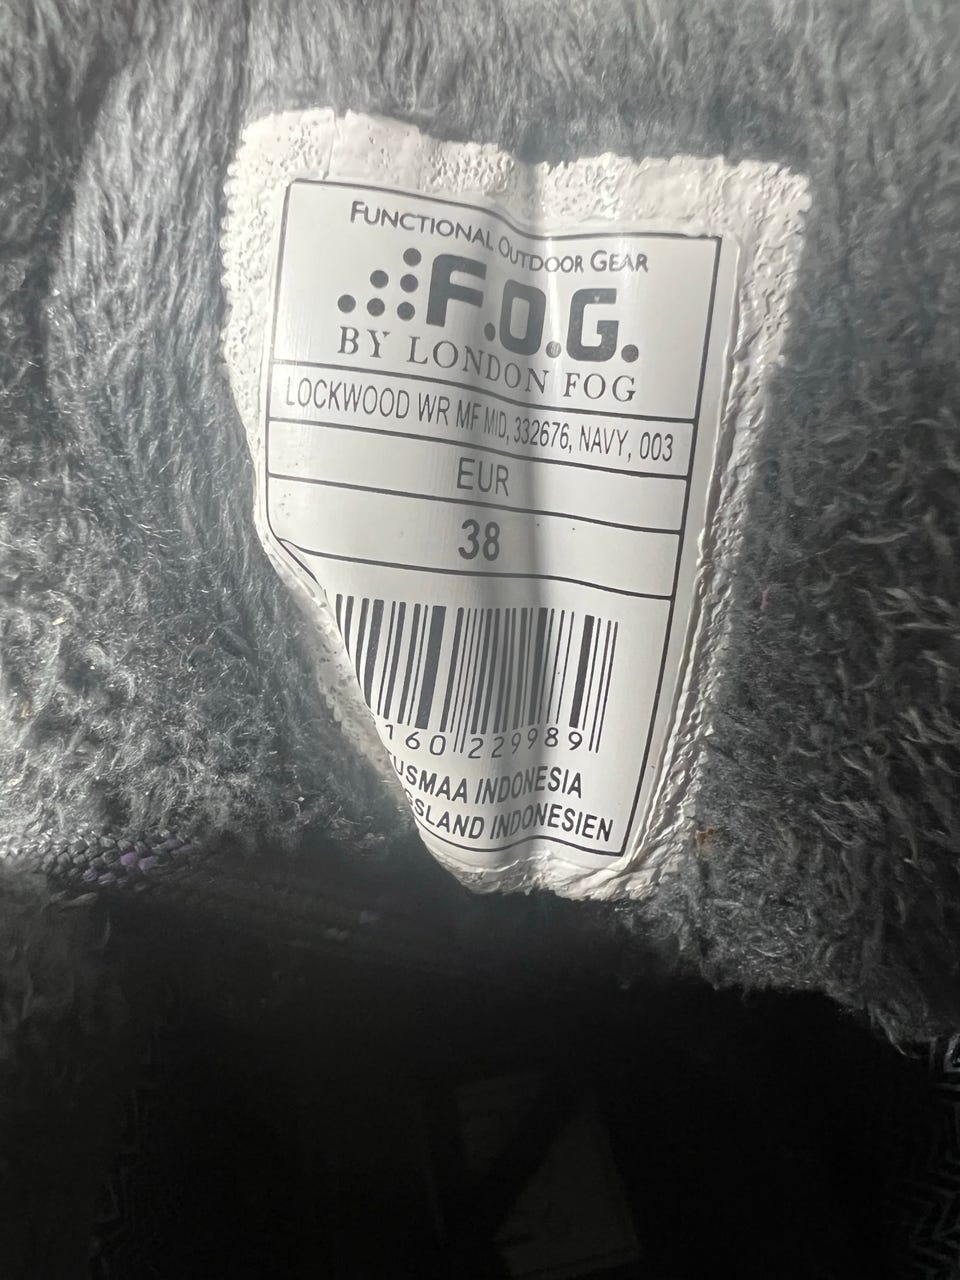 FUNCTIONAL OUTDOOR GEAR
F.O.G.
BY LONDON FOG
LOCKWOOD WR MF MID, 332676, NAVY, 003
EUR
38
160 229989
INDONESIA
INDONESIEN